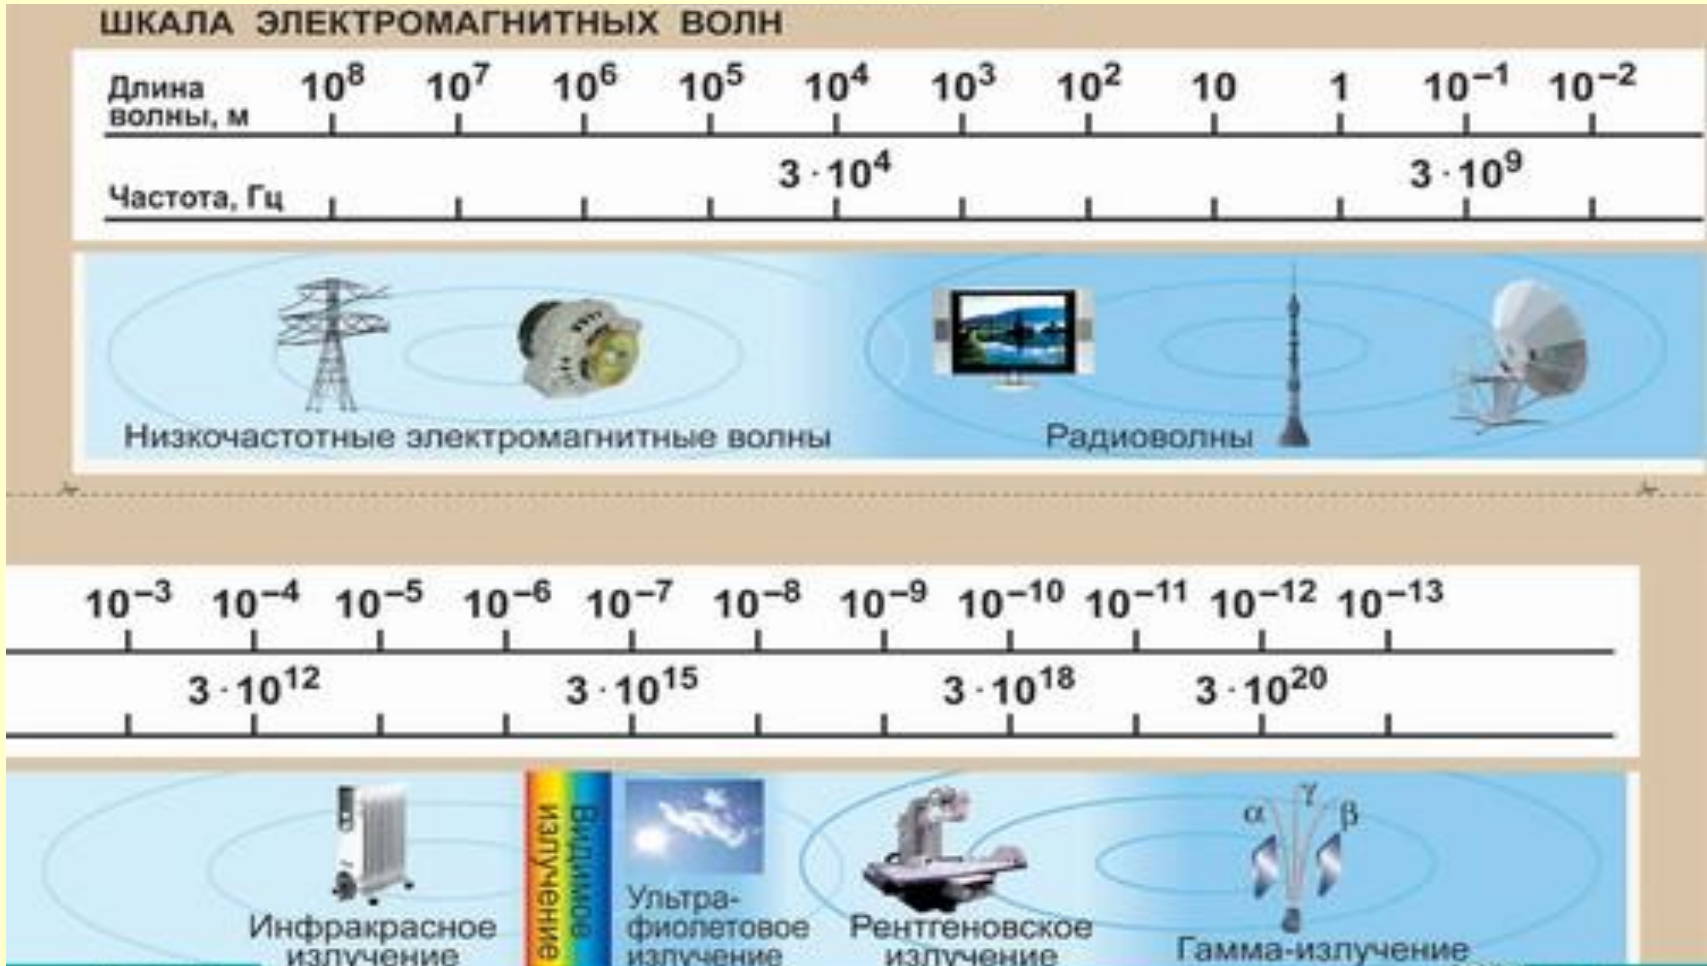 ШКАЛА ЭЛЕКТРОМАГНИТНЫХ ВОЛН
Длина волны, м 10⁸ 10⁷ 10⁶ 10⁵ 10⁴ 10³ 10² 10 1 10⁻¹ 10⁻²
3·10⁴ 3·10⁹
Частота, Гц
Низкочастотные электромагнитные волны Радиоволны
10⁻³ 10⁻⁴ 10⁻⁵ 10⁻⁶ 10⁻⁷ 10⁻⁸ 10⁻⁹ 10⁻¹⁰ 10⁻¹¹ 10⁻¹² 10⁻¹³
3·10¹² 3·10¹⁵ 3·10¹⁸ 3·10²⁰
α γ β
Инфракрасное
излучение
Видимое
излучение
Ультра-
фиолетовое
излучение
Рентгеновское
излучение
Гамма-излучение